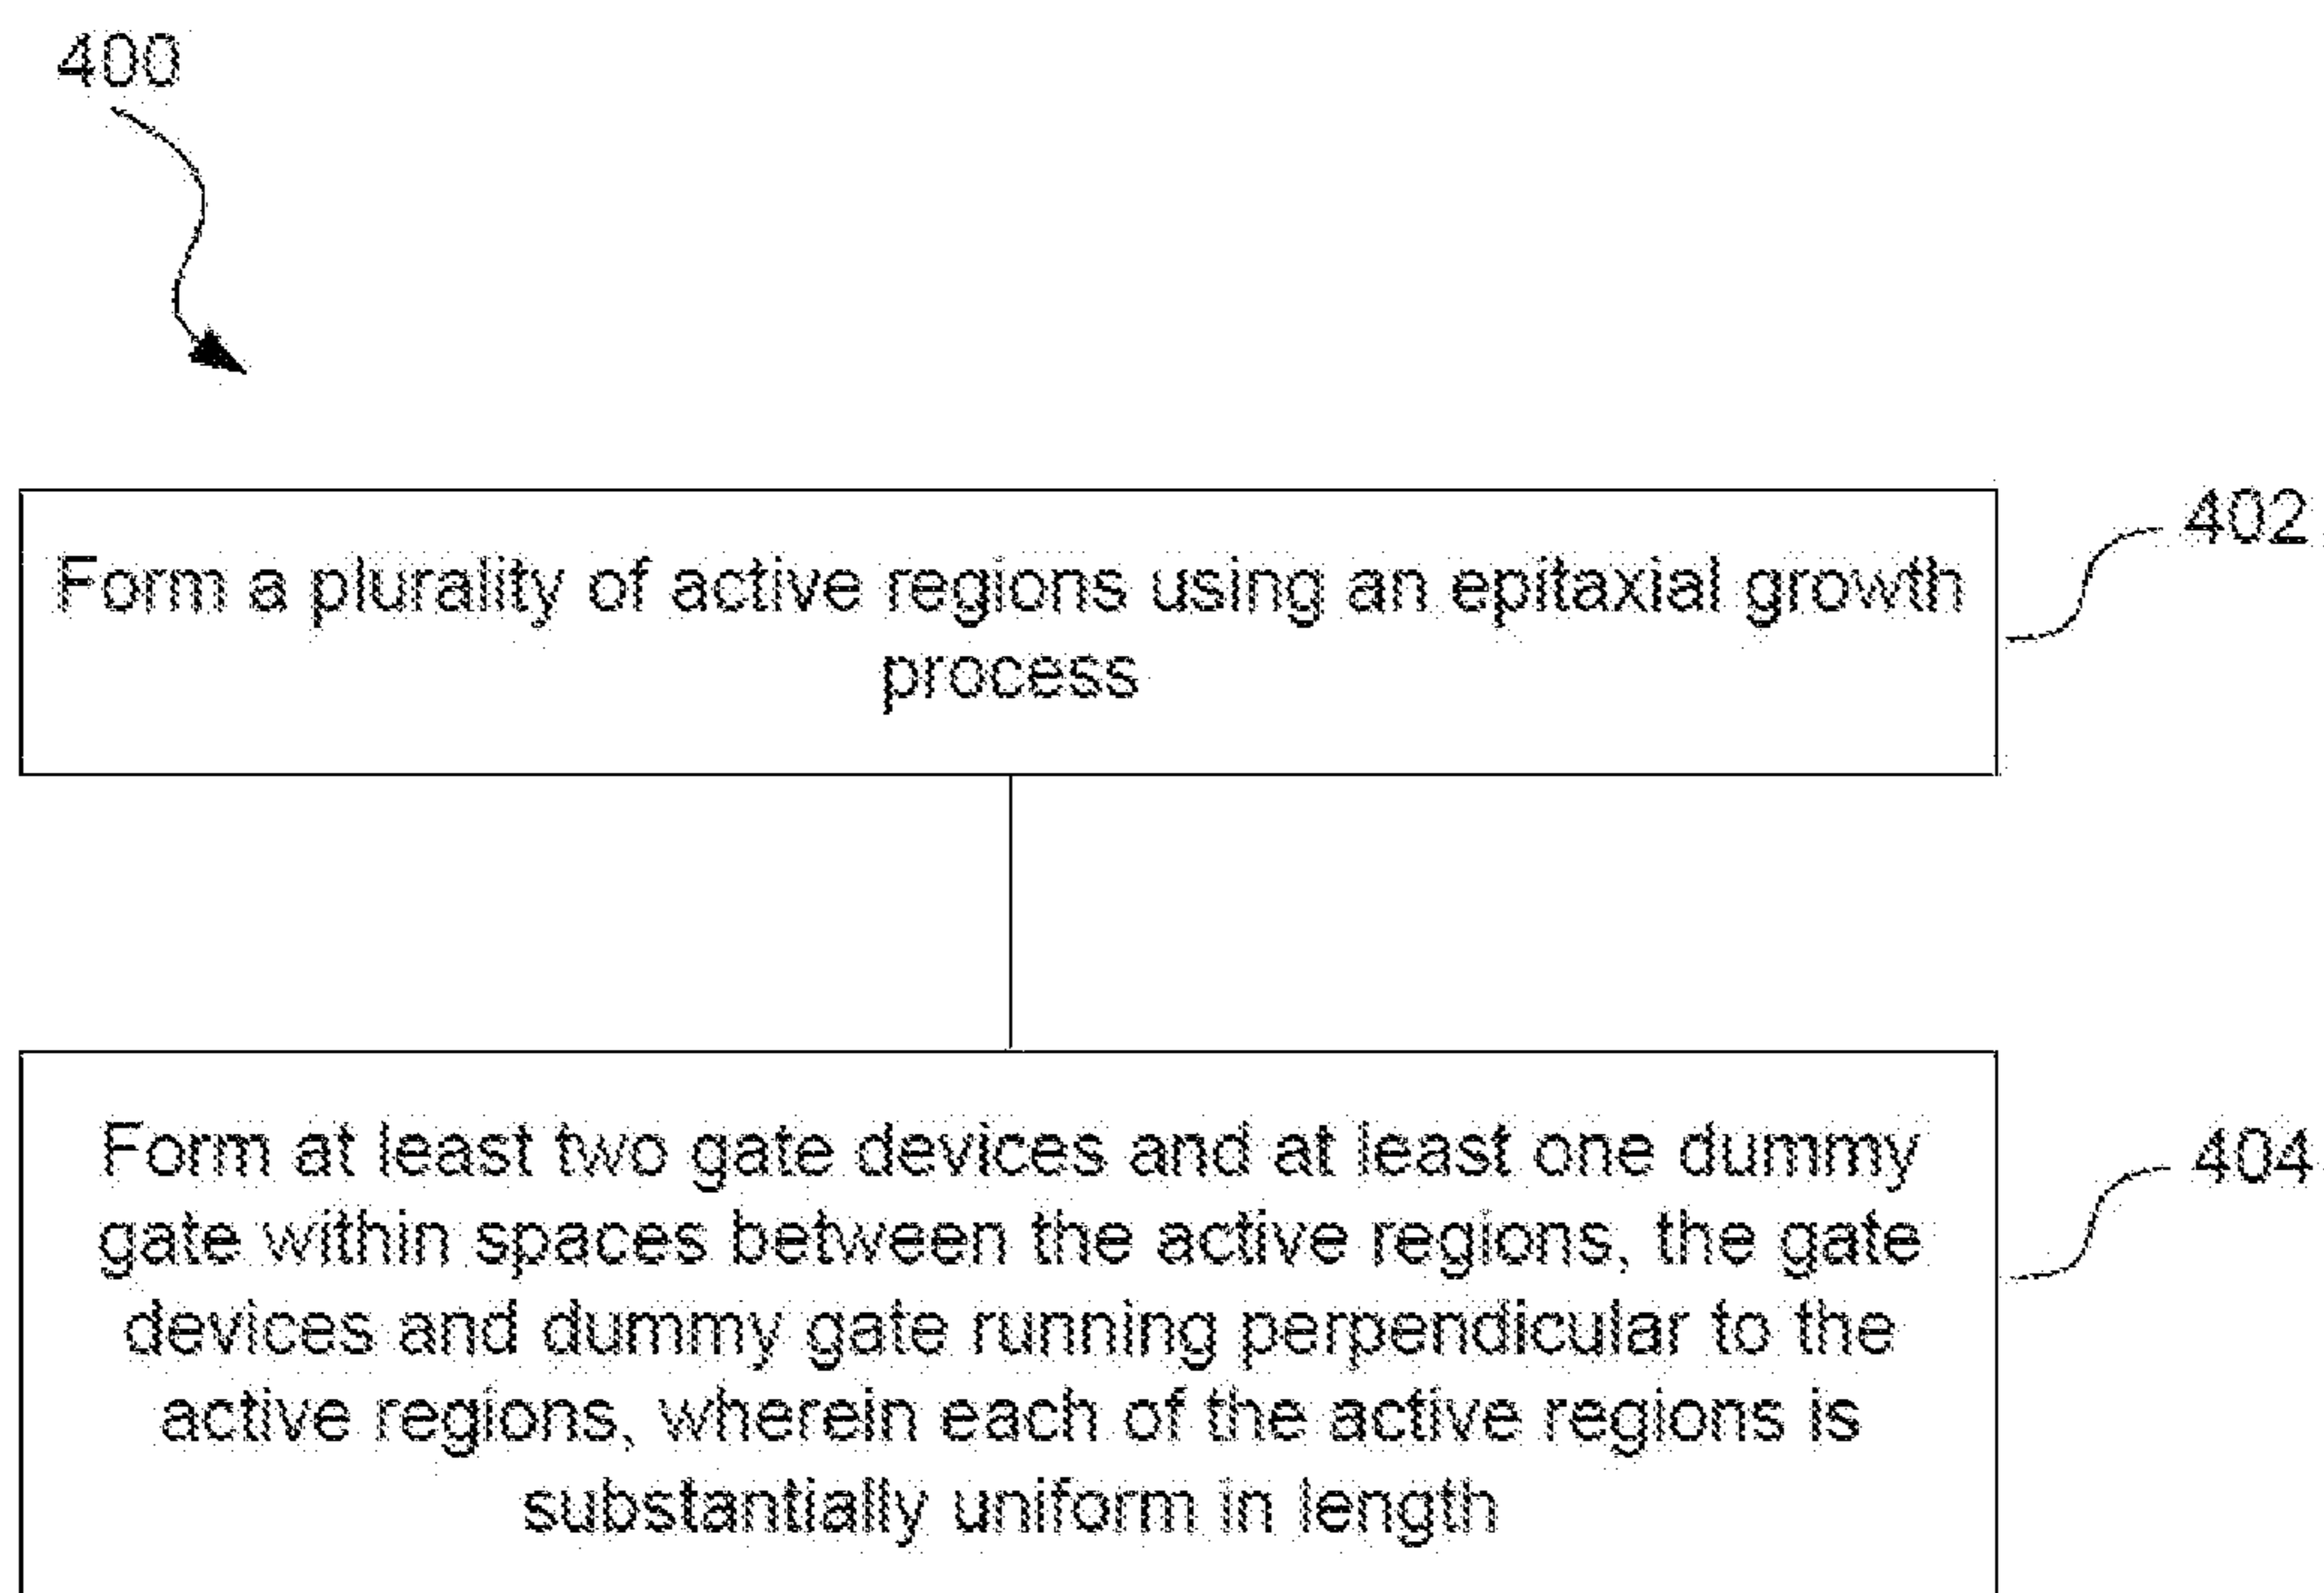 400
402
Form a plurality of active regions using an epitaxial growth
process
404
Form at least two gate devices and at least one dummy
gate within spaces between the active regions, the gate
devices and dummy gate running perpendicular to the
active regions, wherein each of the active regions is
substantially uniform in length